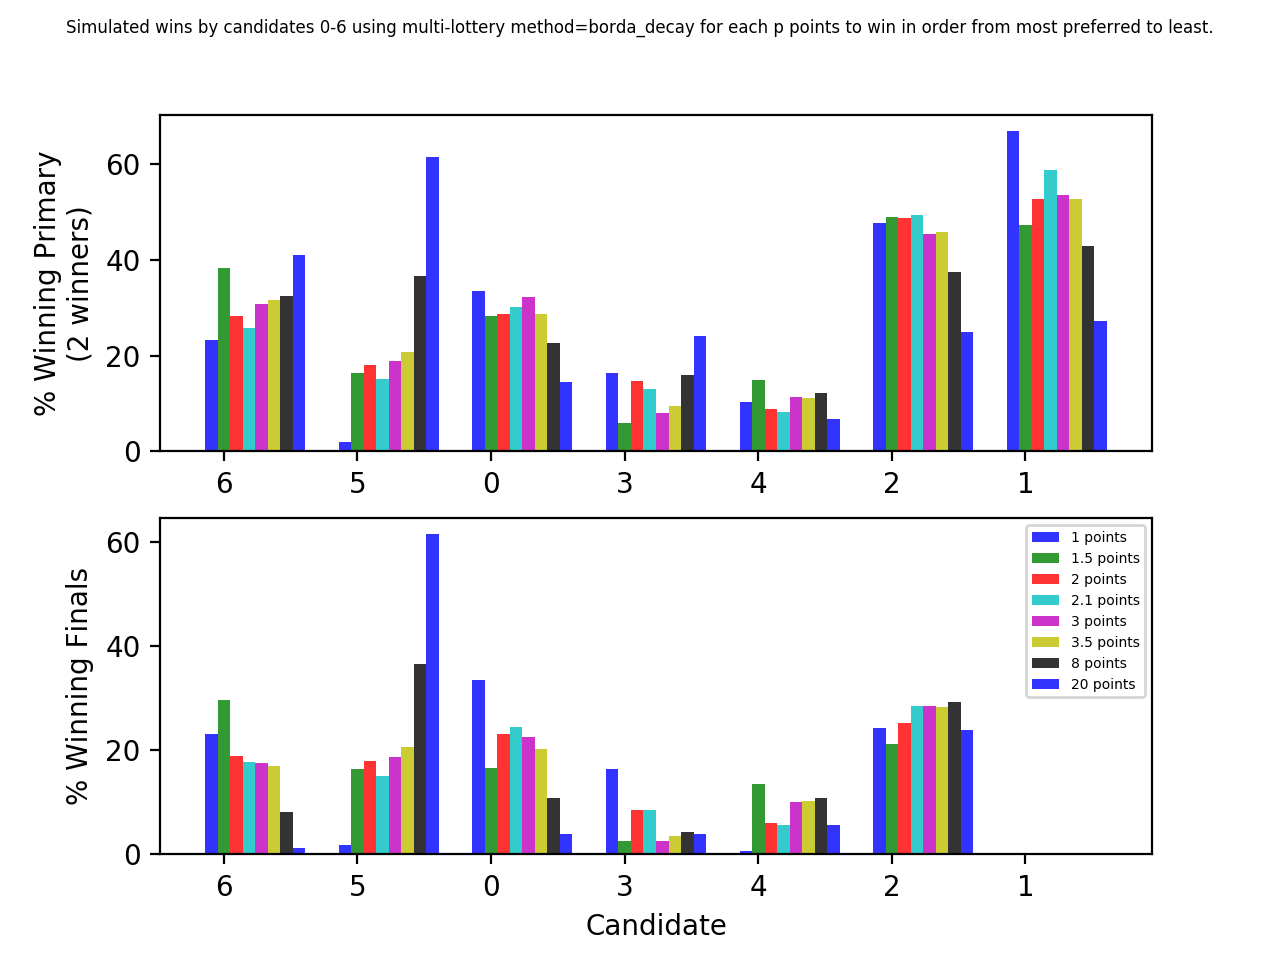 Simulated wins by candidates 0-6 using multi-lottery method=borda_decay for each p points to win in order from most preferred to least.
% Winning Primary
(2 winners)
60
40
20
0
6 5 0 3 4 2 1
% Winning Finals
60
40
20
0
1 points
1.5 points
2 points
2.1 points
3 points
3.5 points
8 points
20 points
6 5 0 3 4 2 1
Candidate